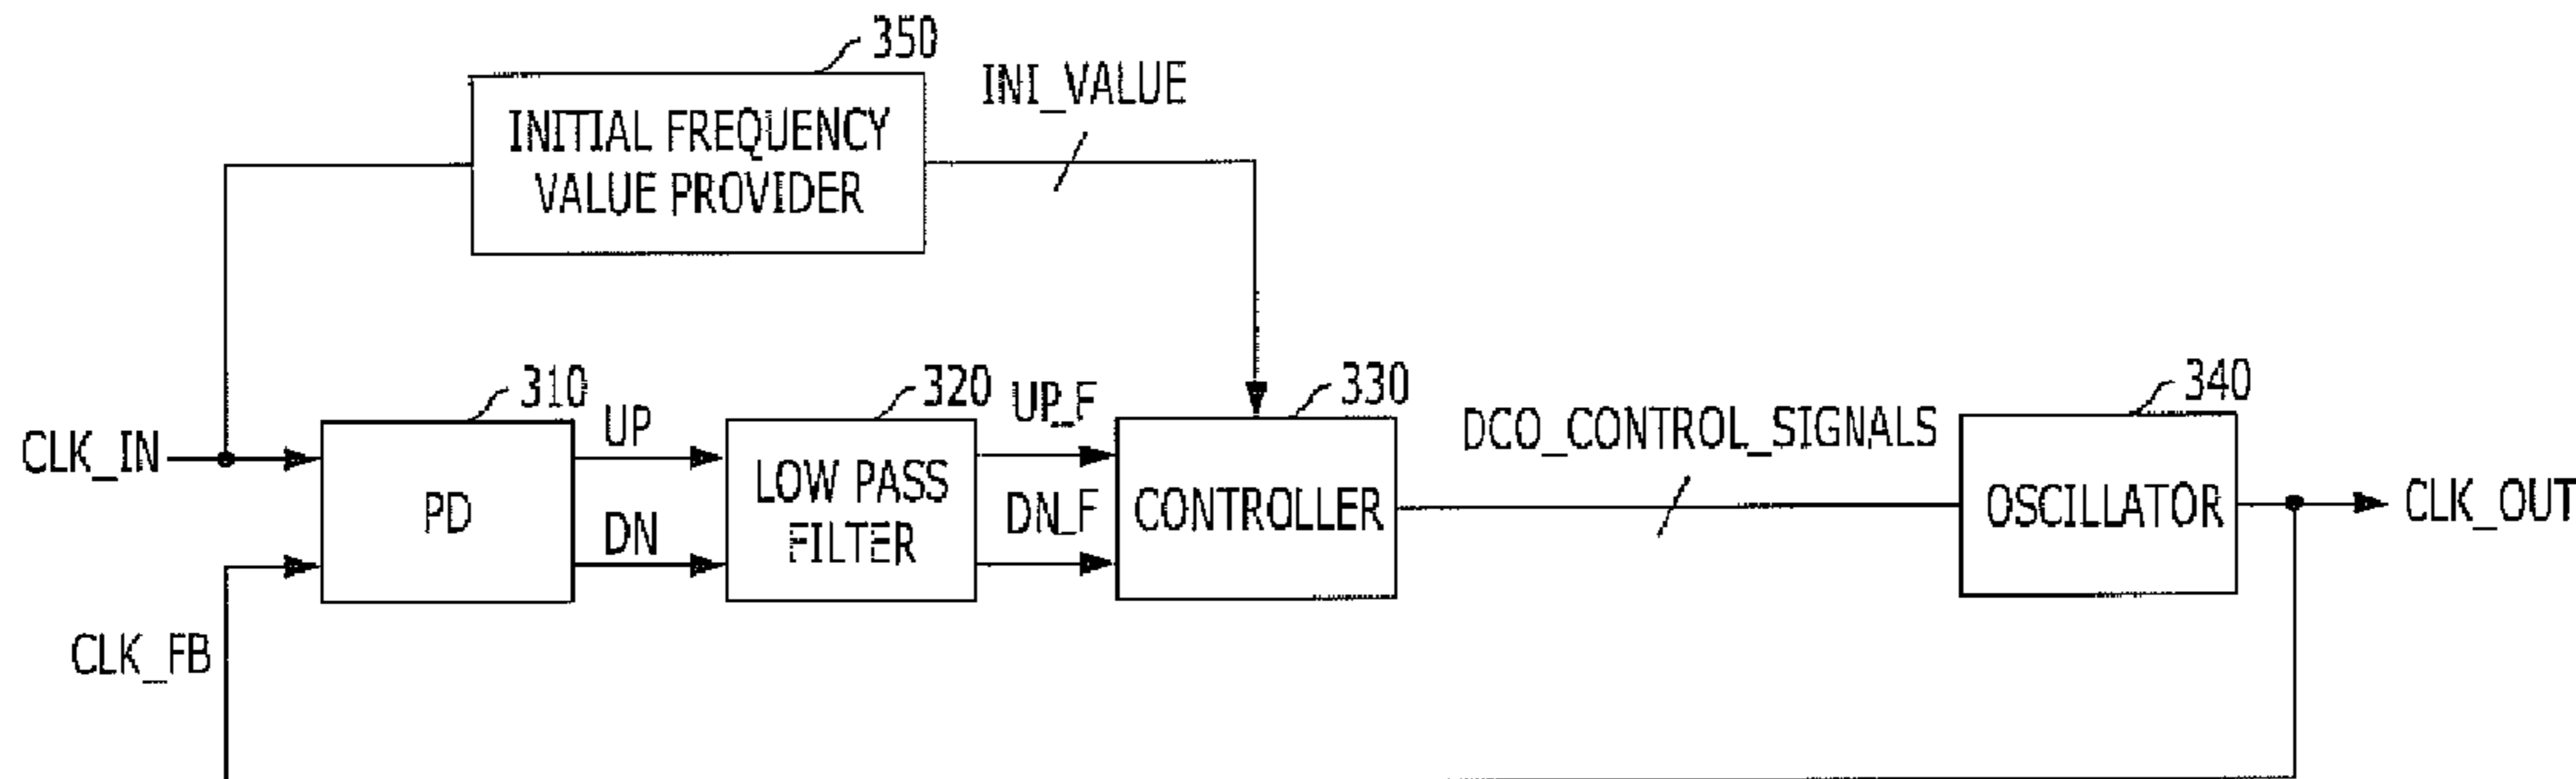 350
INI_VALUE
INITIAL FREQUENCY
VALUE PROVIDER
310
320
330
340
UP
UP_F
DCO_CONTROL_SIGNALS
CLK_IN
PD
LOW PASS
FILTER
CONTROLLER
OSCILLATOR
CLK_OUT
DN
DN_F
CLK_FB